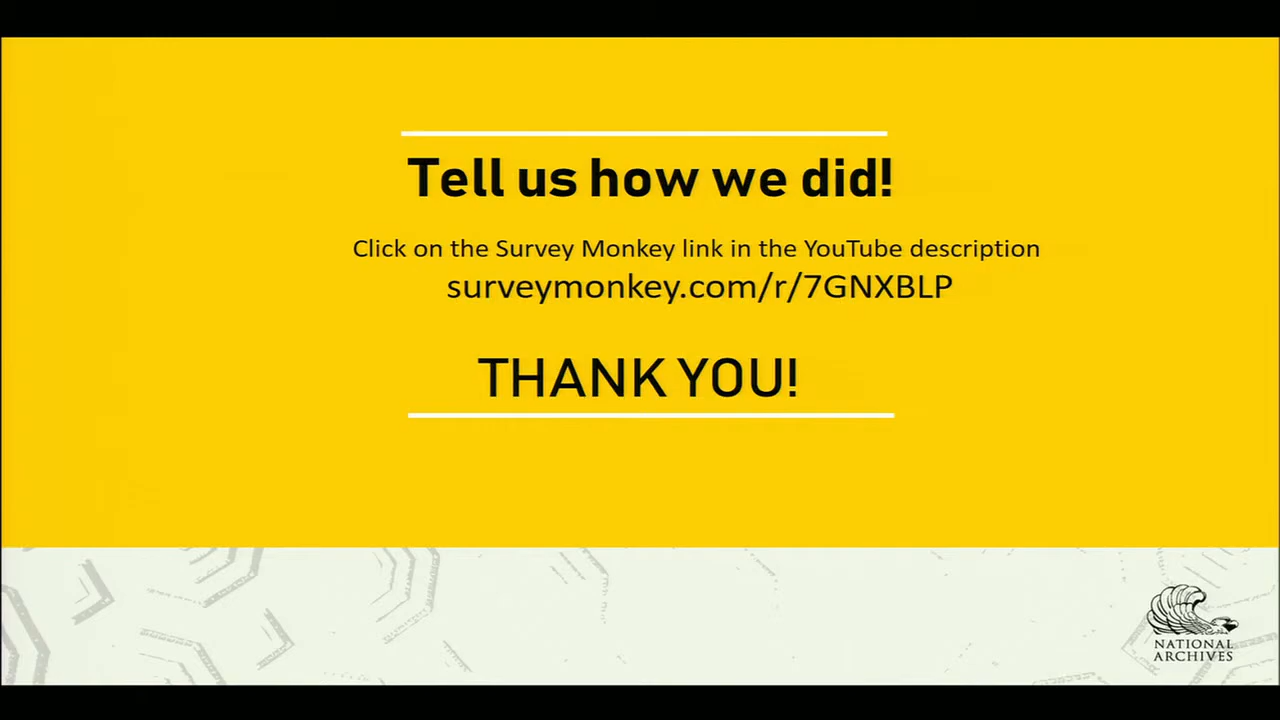 Tell us how we did!
Click on the Survey Monkey link in the YouTube description
surveymonkey.com/r/7GNXBLP
THANK YOU!
NATIONAL
ARCHIVES